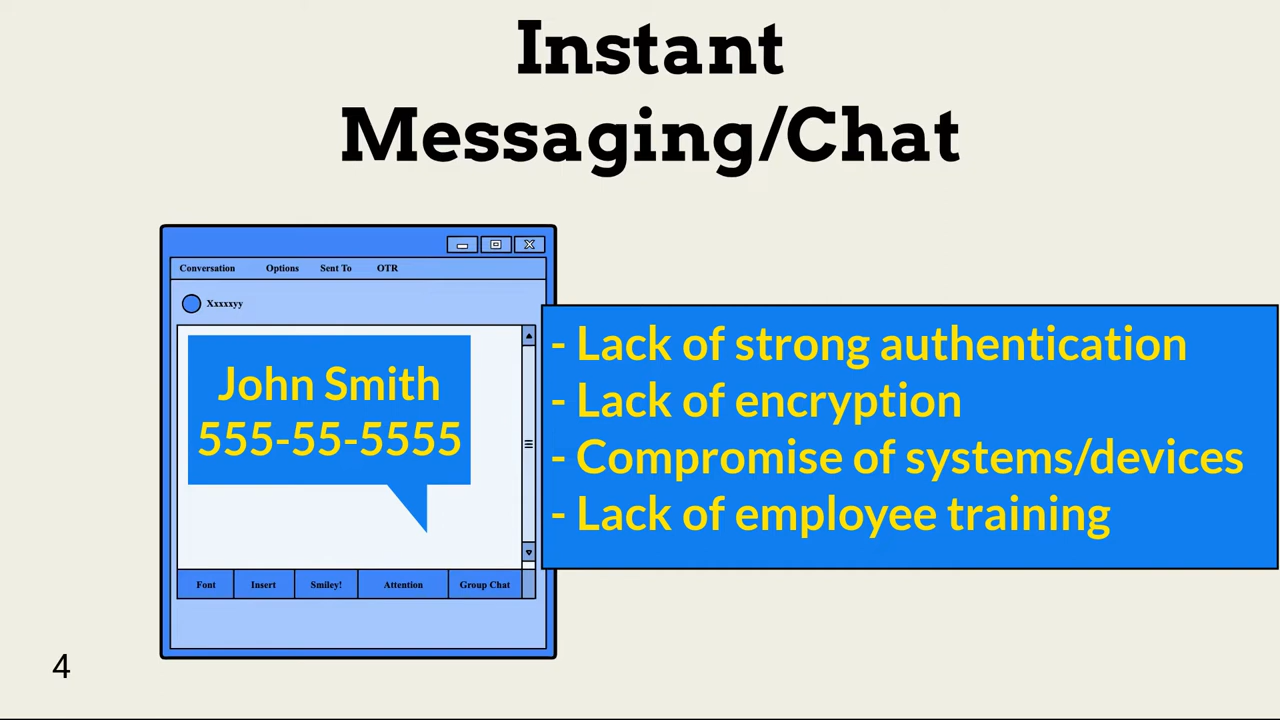 Instant
Messaging/Chat
Conversation Options Sent To OTR
Xxxxxyy
John Smith
555-55-5555
- Lack of strong authentication
- Lack of encryption
- Compromise of systems/devices
- Lack of employee training
Font Insert Smiley! Attention Group Chat
4